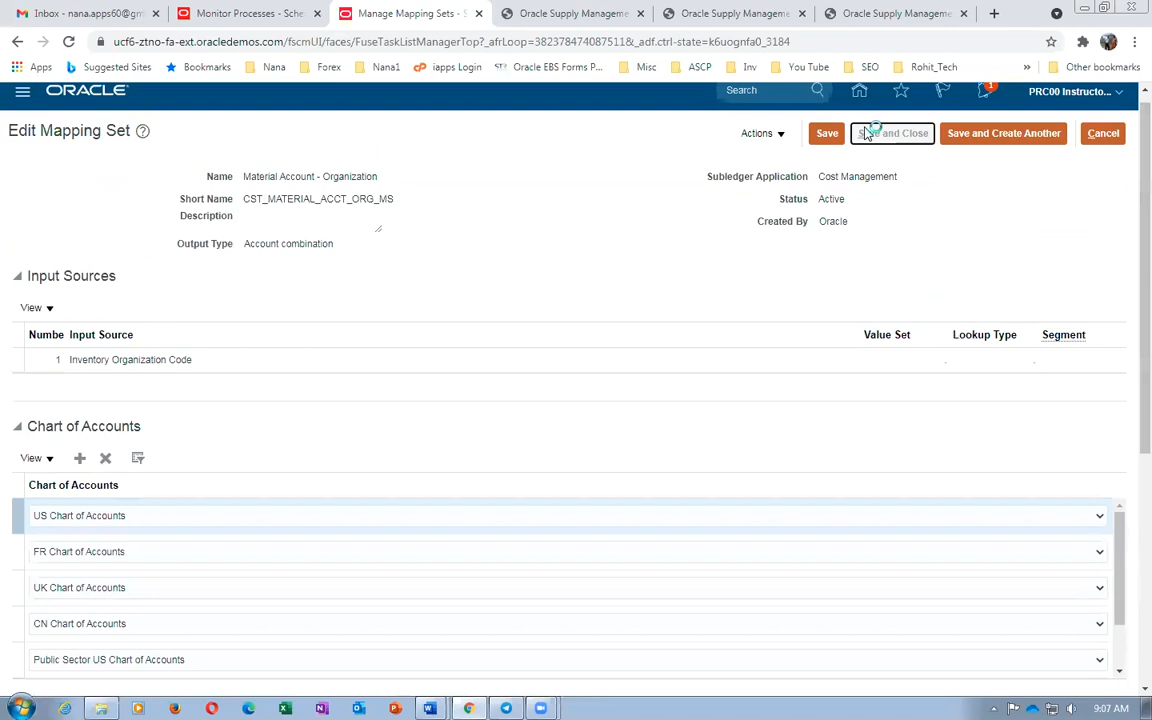 Inbox - nana.apps60@gm
Monitor Processes - Sche
Manage Mapping Sets - S
Oracle Supply Manageme
Oracle Supply Manageme
Oracle Supply Manageme
ucf6-ztno-fa-ext.oracledemos.com/fscmUI/faces/FuseTaskListManagerTop?_afrLoop=3823784740875​11&_adf.ctrl-state=k6uognfa0_3184
Apps Suggested Sites Bookmarks Nana Forex Nana1 iapps Login Oracle EBS Forms P... Misc ASCP Inv You Tube SEO Rohit_Tech » Other bookmarks
ORACLE Search 1 PRC00 Instructo...
Edit Mapping Set ? Actions Save and Close Save and Create Another Cancel
Save
Name Material Account - Organization Subledger Application Cost Management
Short Name CST_MATERIAL_ACCT_ORG_MS Status Active
Description Created By Oracle
Output Type Account combination
Input Sources
View
Numbe Input Source Value Set Lookup Type Segment
1 Inventory Organization Code
Chart of Accounts
View
Chart of Accounts
US Chart of Accounts
FR Chart of Accounts
UK Chart of Accounts
CN Chart of Accounts
Public Sector US Chart of Accounts
9:07 AM